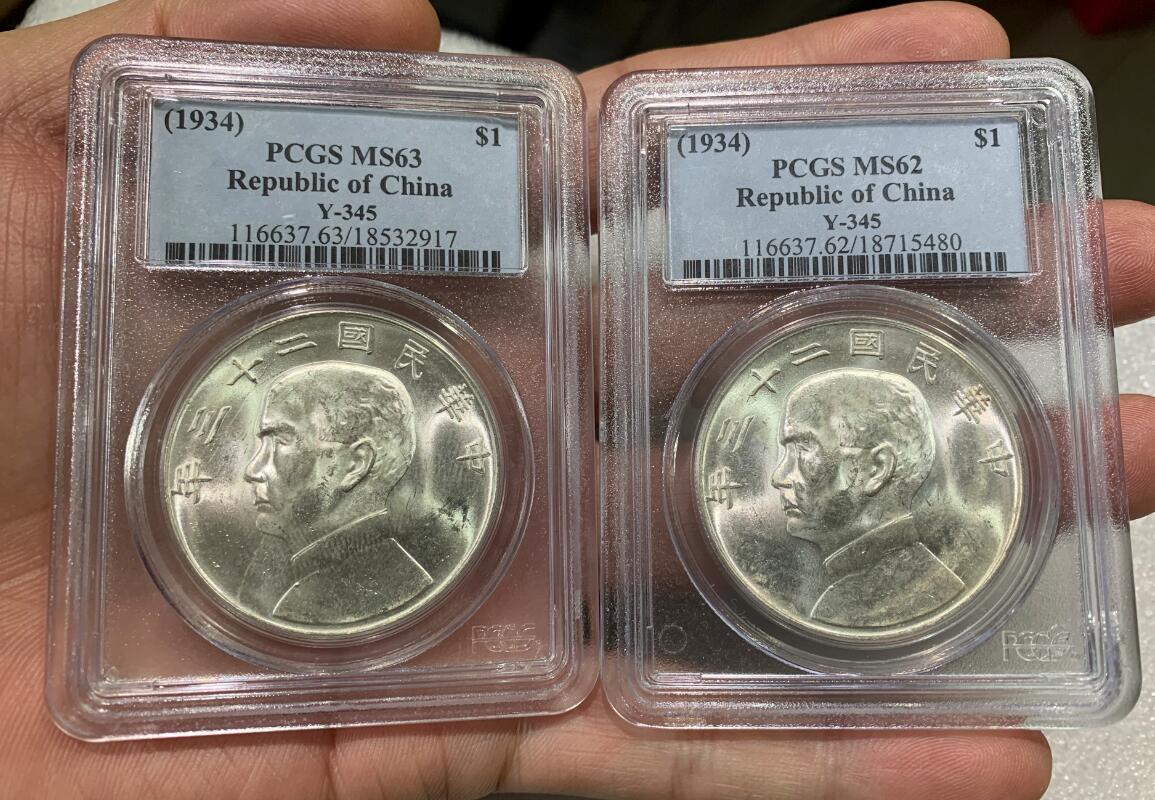 (1934) $1
PCGS MS63
Republic of China
Y-345
116637.63/18532917
中華民國二十三年
PCGS
(1934) $1
PCGS MS62
Republic of China
Y-345
116637.62/18715480
中華民國二十三年
PCGS